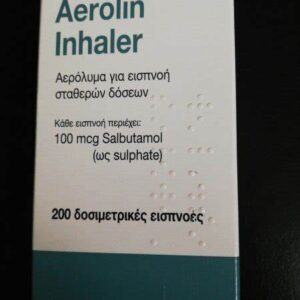 Aerolin
Inhaler
Αερόλυμα για εισπνοή
σταθερών δόσεων
Κάθε εισπνοή περιέχει:
100 mcg Salbutamol
(ως sulphate)
200 δοσιμετρικές εισπνοές